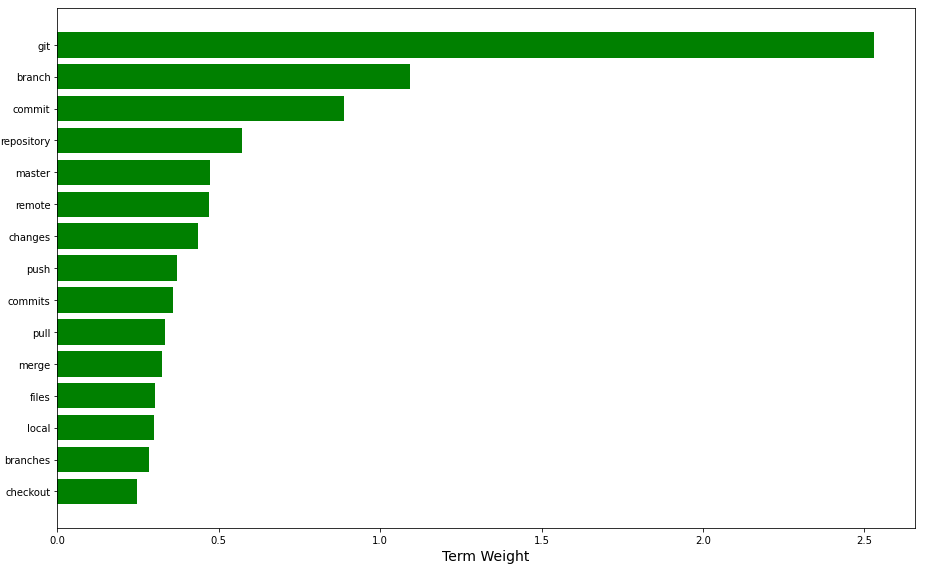 git
branch
commit
repository
master
remote
changes
push
commits
pull
merge
files
local
branches
checkout
0.0 0.5 1.0 1.5 2.0 2.5
Term Weight